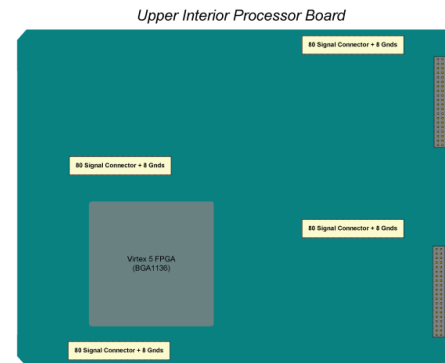 Upper Interior Processor Board
80 Signal Connector + 8 Gnds
80 Signal Connector + 8 Gnds
80 Signal Connector + 8 Gnds
Virtex 5 FPGA
(BGA1136)
80 Signal Connector + 8 Gnds